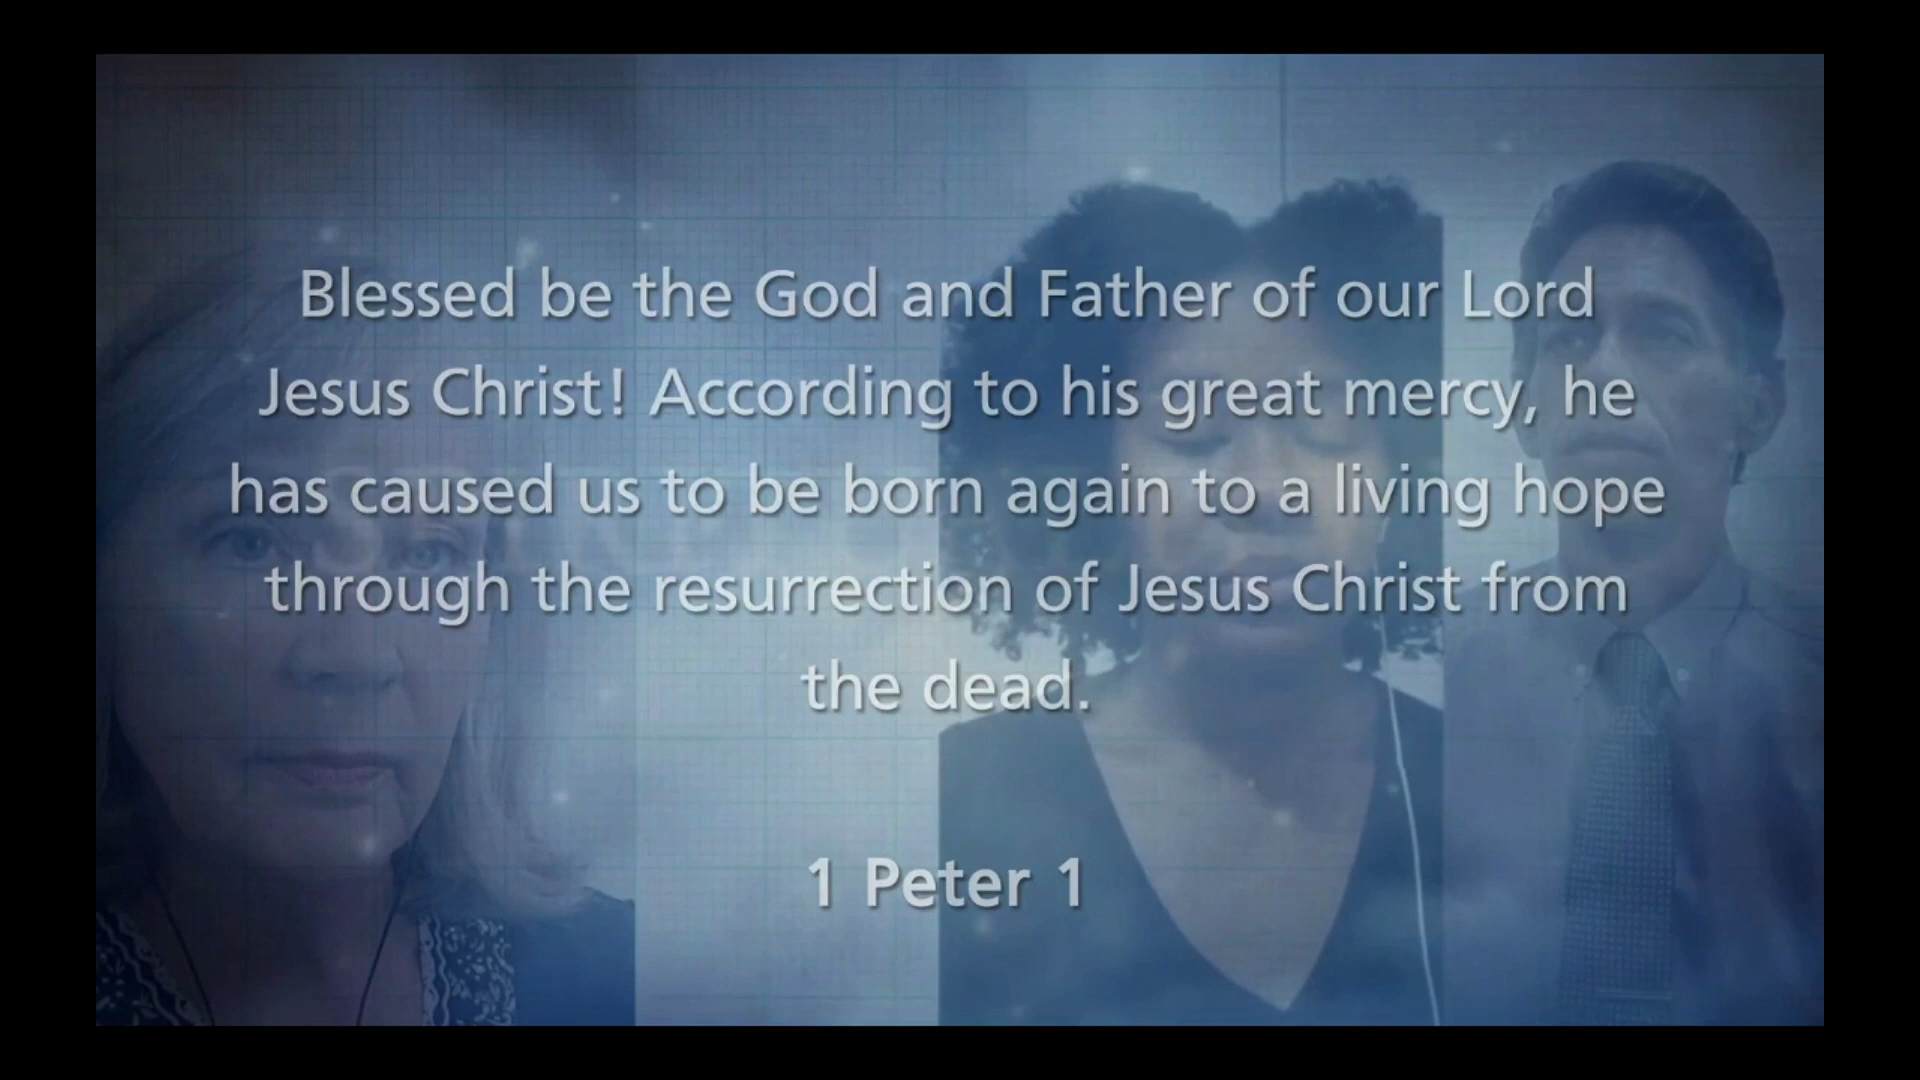 Blessed be the God and Father of our Lord
Jesus Christ! According to his great mercy, he
has caused us to be born again to a living hope
through the resurrection of Jesus Christ from
the dead.
1 Peter 1